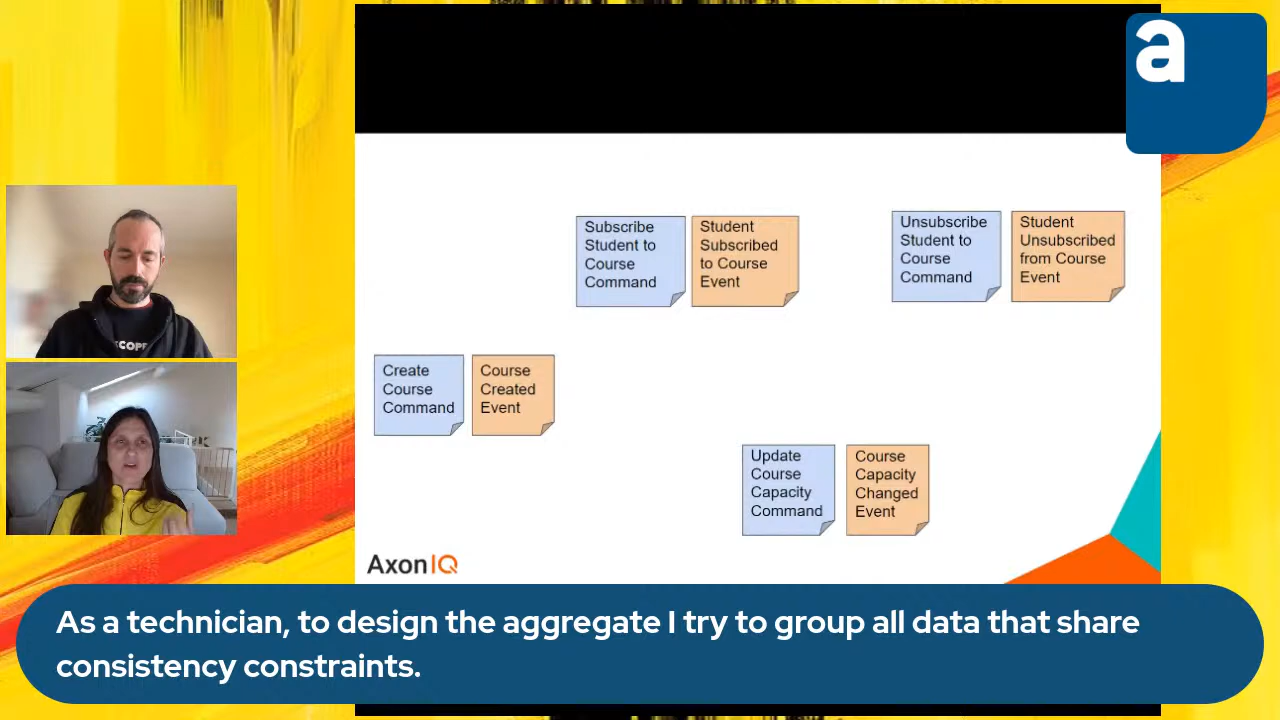 a
Subscribe
Student to
Course
Command
Student
Subscribed
to Course
Event
Unsubscribe
Student to
Course
Command
Student
Unsubscribed
from Course
Event
Create
Course
Command
Course
Created
Event
Update
Course
Capacity
Command
Course
Capacity
Changed
Event
AxonIQ
SCOPE
As a technician, to design the aggregate I try to group all data that share
consistency constraints.